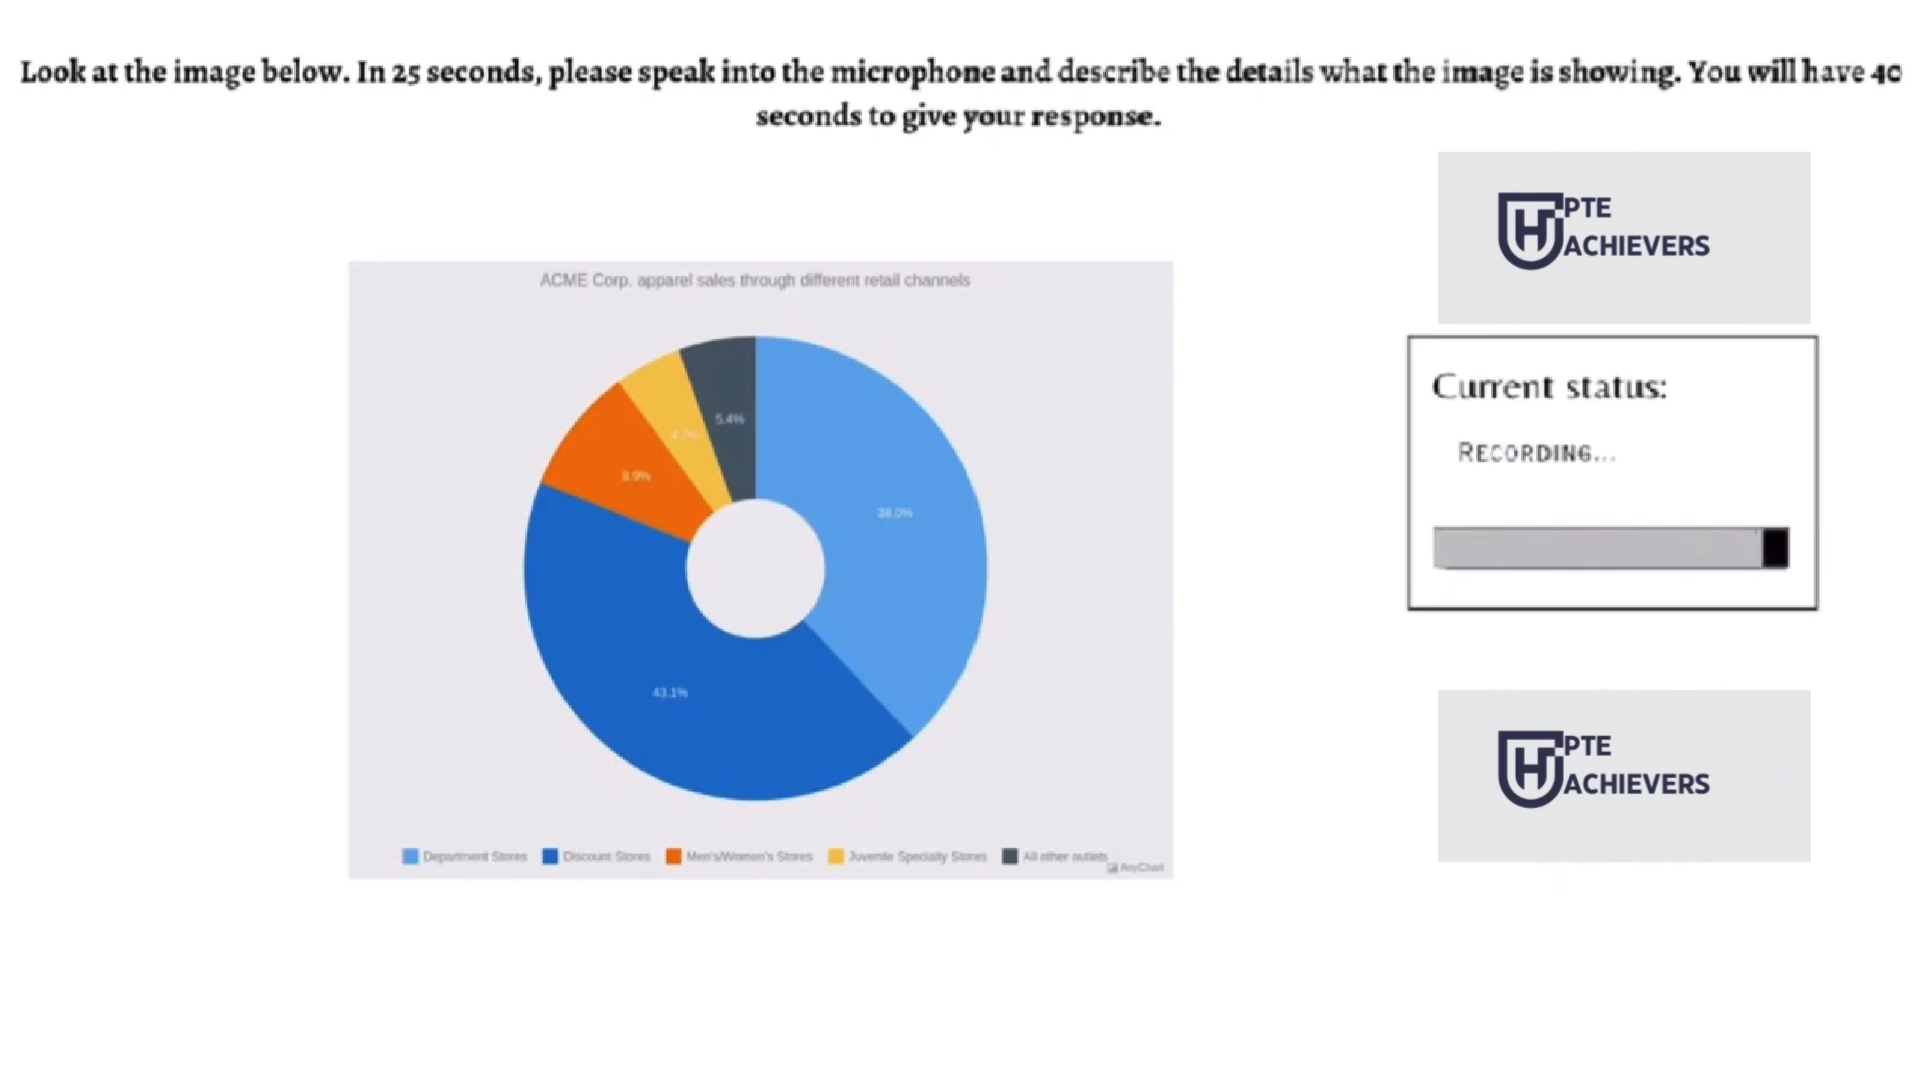 Look at the image below. In 25 seconds, please speak into the microphone and describe the details what the image is showing. You will have 40
seconds to give your response.
PTE
ACHIEVERS
ACME Corp. apparel sales through different retail channels
Current status:
RECORDING...
5.4%
8.9%
38.0%
43.1%
PTE
ACHIEVERS
Department Stores Discount Stores Men's/Women's Stores Juvenile Specialty Stores All other outlets
AnyChart